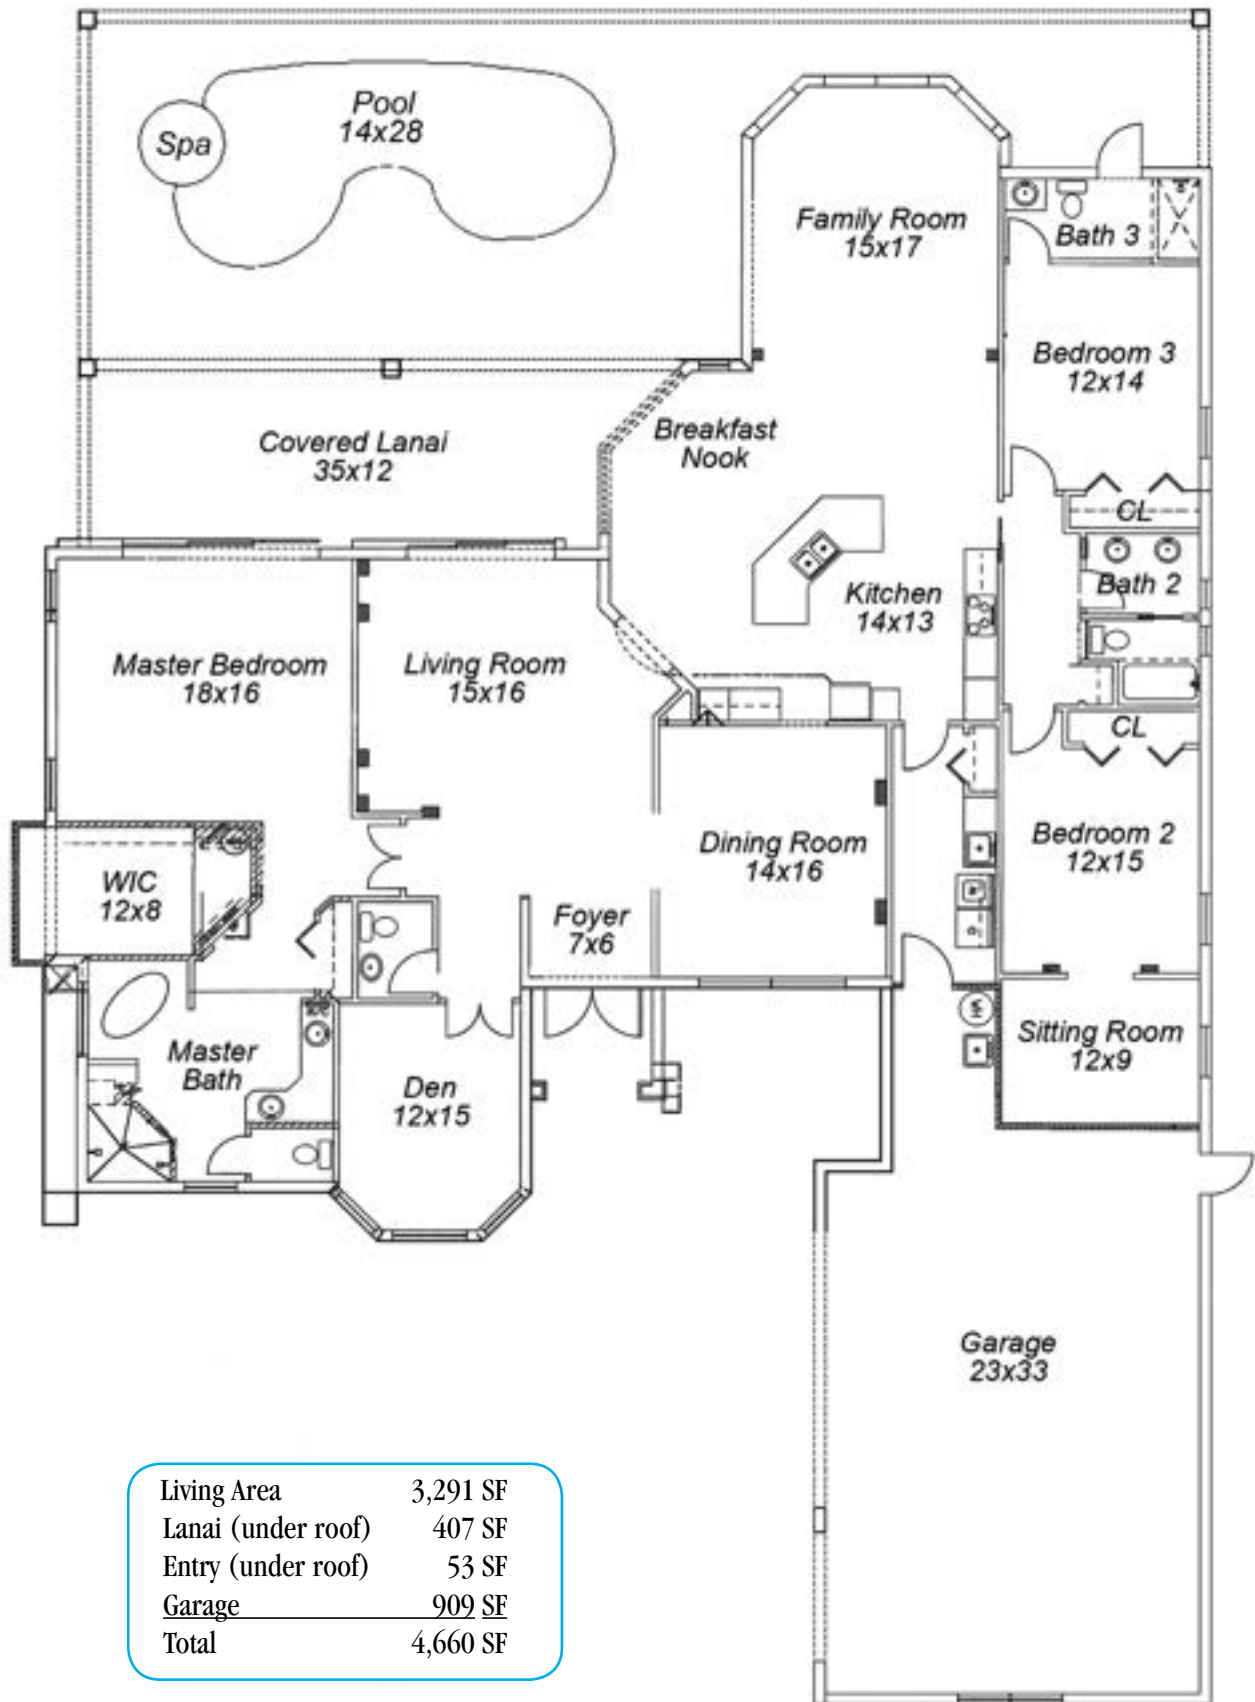 Pool
14x28
Spa
Family Room
15x17
Bath 3
Bedroom 3
12x14
Breakfast
Nook
Covered Lanai
35x12
CL
Bath 2
Kitchen
14x13
Master Bedroom
18x16
Living Room
15x16
CL
Dining Room
14x16
Bedroom 2
12x15
WIC
12x8
Foyer
7x6
WH
Sitting Room
12x9
Master
Bath
Den
12x15
Garage
23x33
Living Area 3,291 SF
Lanai (under roof) 407 SF
Entry (under roof) 53 SF
Garage 909 SF
Total 4,660 SF